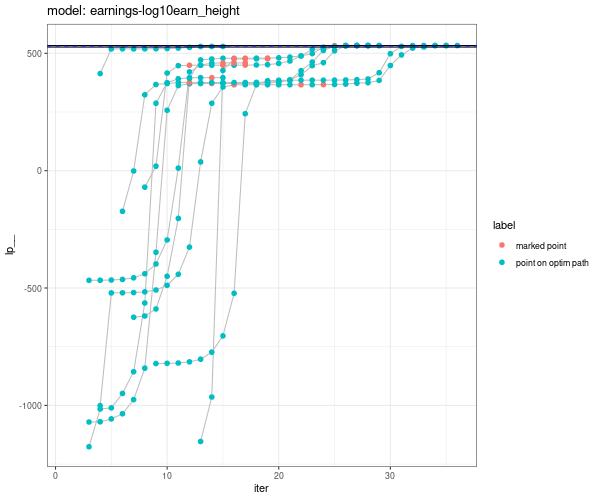 model: earnings-log10earn_height
500
0
-500
-1000
lp__
0
10
20
30
iter
label
marked point
point on optim path